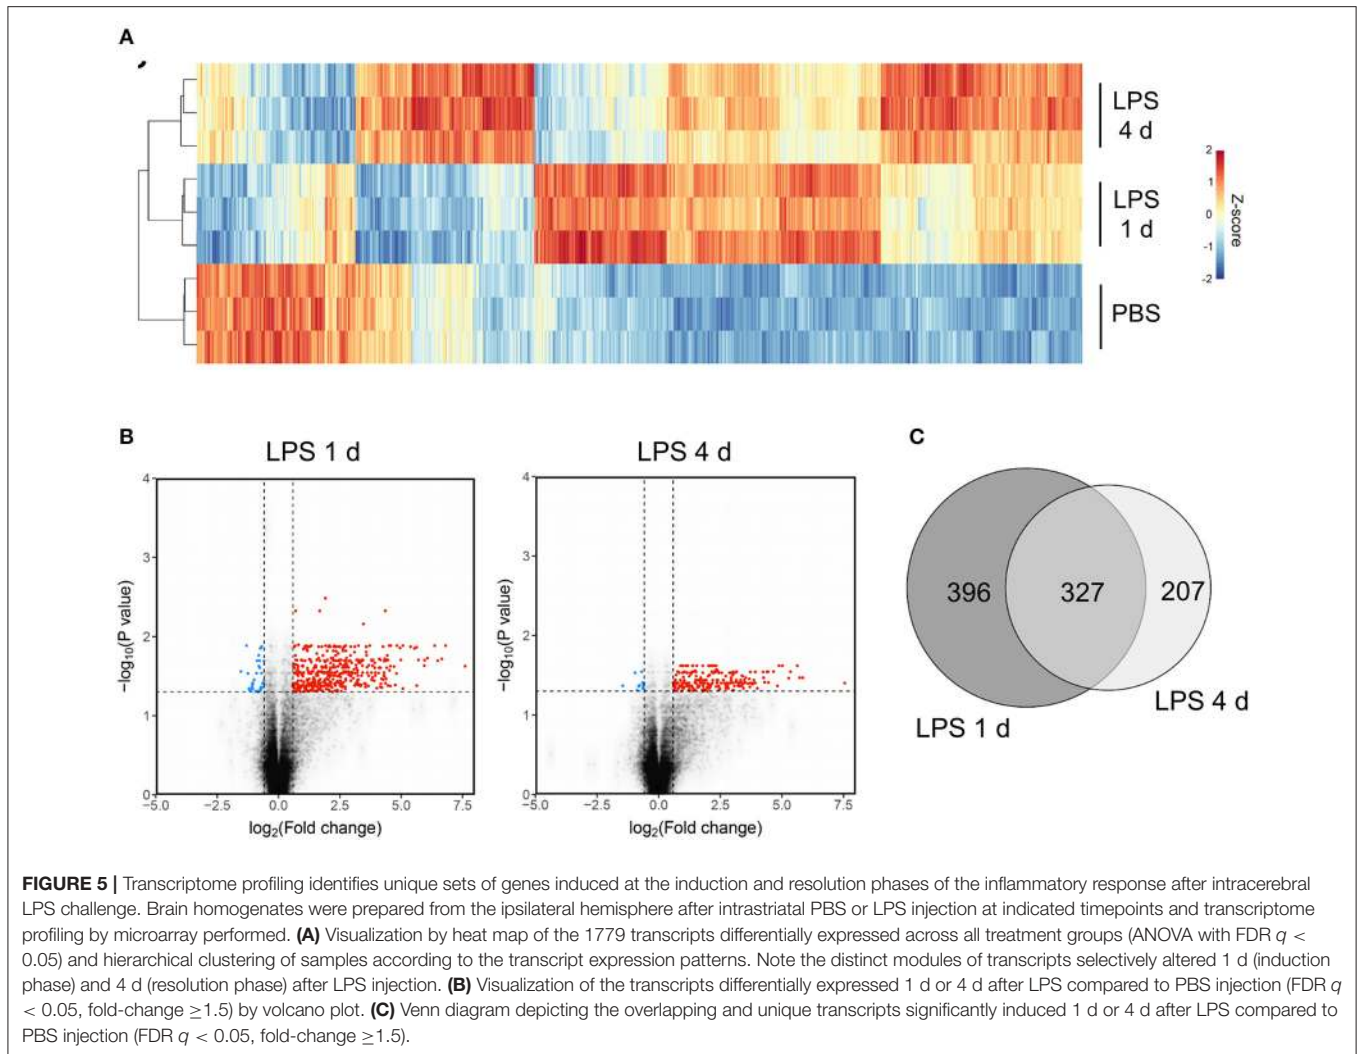 A
LPS
4 d
LPS
1 d
PBS
2
1
0
-1
-2
Z-score
B
LPS 1 d
4
3
2
1
0
−log10(P value)
−5.0 −2.5 0.0 2.5 5.0 7.5
log2(Fold change)
LPS 4 d
4
3
2
1
0
−log10(P value)
−5.0 −2.5 0.0 2.5 5.0 7.5
log2(Fold change)
C
396
327
207
LPS 1 d
LPS 4 d
FIGURE 5 | Transcriptome profiling identifies unique sets of genes induced at the induction and resolution phases of the inflammatory response after intracerebral
LPS challenge. Brain homogenates were prepared from the ipsilateral hemisphere after intrastriatal PBS or LPS injection at indicated timepoints and transcriptome
profiling by microarray performed. (A) Visualization by heat map of the 1779 transcripts differentially expressed across all treatment groups (ANOVA with FDR q <
0.05) and hierarchical clustering of samples according to the transcript expression patterns. Note the distinct modules of transcripts selectively altered 1 d (induction
phase) and 4 d (resolution phase) after LPS injection. (B) Visualization of the transcripts differentially expressed 1 d or 4 d after LPS compared to PBS injection (FDR q
< 0.05, fold-change ≥1.5) by volcano plot. (C) Venn diagram depicting the overlapping and unique transcripts significantly induced 1 d or 4 d after LPS compared to
PBS injection (FDR q < 0.05, fold-change ≥1.5).